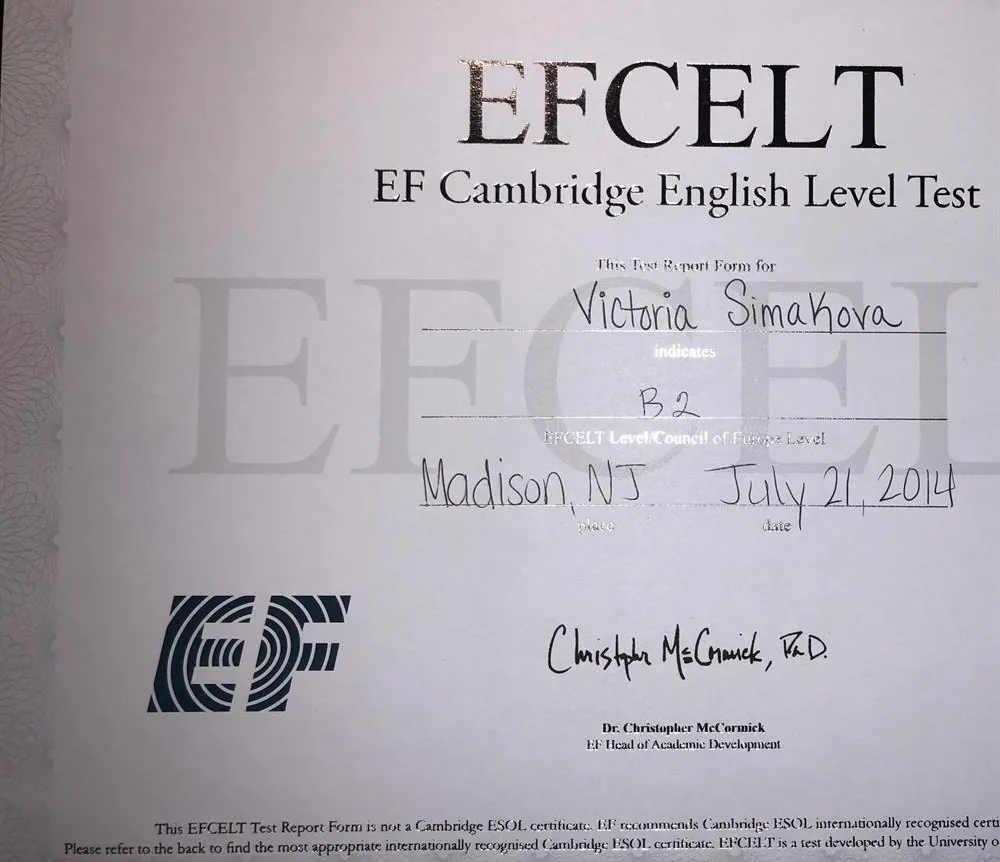 EFCELT
EF Cambridge English Level Test
This Test Report Form for
Victoria Simakova
indicates
B2
EFCELT Level/Council of Europe Level
Madison, NJ July 21, 2014
place date
EF
Christopher McCormick, Ph.D.
Dr. Christopher McCormick
EF Head of Academic Development
This EFCELT Test Report Form is not a Cambridge ESOL certificate. EF recommends Cambridge ESOL internationally recognised certi
Please refer to the back to find the most appropriate internationally recognised Cambridge ESOL certificate. EFCELT is a test developed by the University o